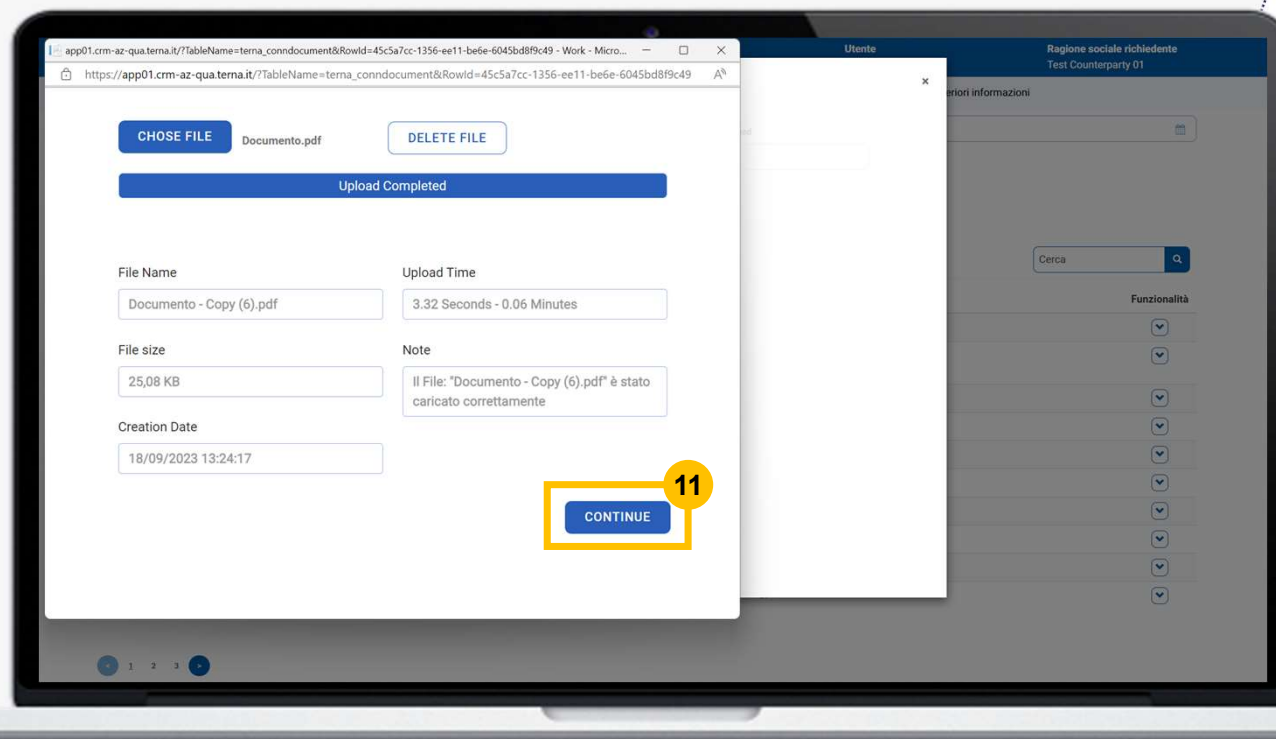 app01.crm-az-qua.terna.it/?TableName=terna_conndocument&RowId=45c5a7cc-1356-ee11-be6e-6045bd8f9c49 - Work - Micro...
https://app01.crm-az-qua.terna.it/?TableName=terna_conndocument&RowId=45c5a7cc-1356-ee11-be6e-6045bd8f9c49
CHOSE FILE
Documento.pdf
DELETE FILE
Upload Completed
File Name
Upload Time
Documento - Copy (6).pdf
3.32 Seconds - 0.06 Minutes
File size
Note
25,08 KB
Il File: "Documento - Copy (6).pdf" è stato
caricato correttamente
Creation Date
18/09/2023 13:24:17
11
CONTINUE
Utente
Ragione sociale richiedente
Test Counterparty 01
eriori informazioni
Cerca
Funzionalità
1 2 3